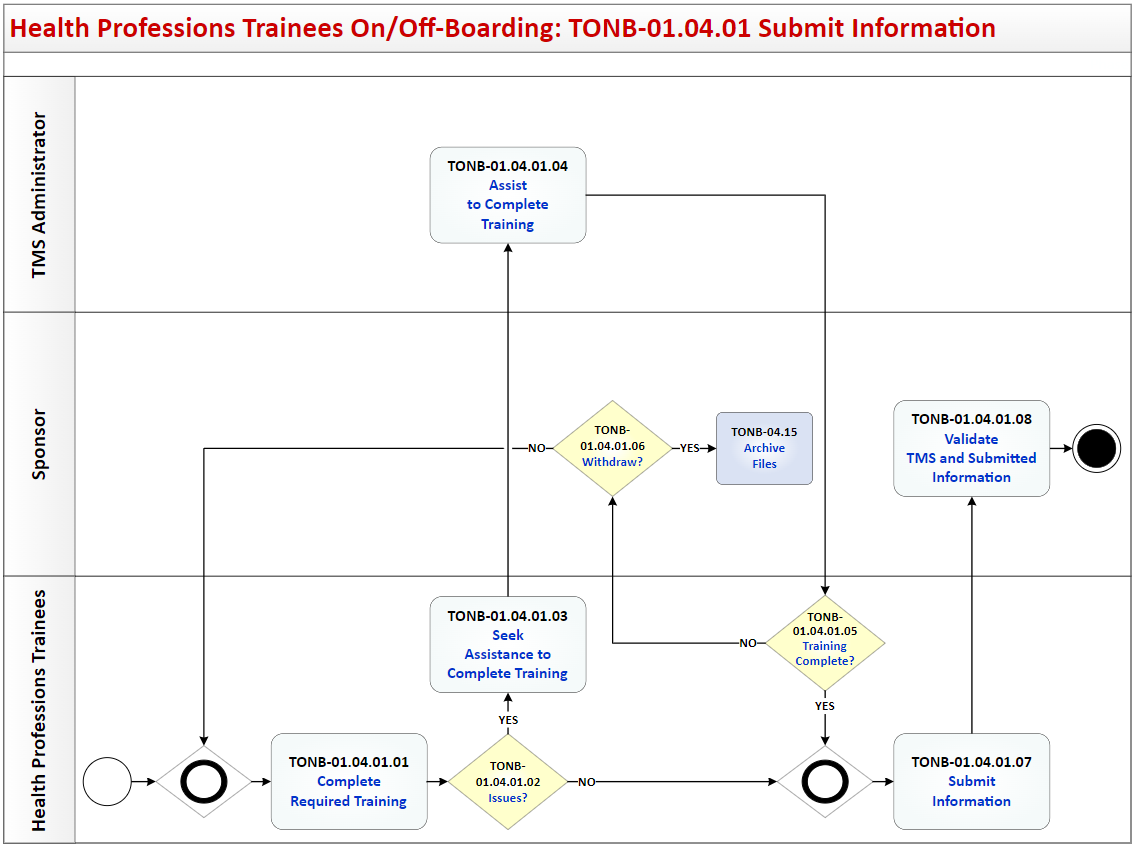 Health Professions Trainees On/Off-Boarding: TONB-01.04.01 Submit Information
TMS Administrator
TONB-01.04.01.04
Assist
to Complete
Training
Sponsor
NO
TONB-
01.04.01.06
Withdraw?
YES
TONB-04.15
Archive
Files
TONB-01.04.01.08
Validate
TMS and Submitted
Information
Health Professions Trainees
TONB-01.04.01.03
Seek
Assistance to
Complete Training
NO
TONB-
01.04.01.05
Training
Complete?
YES
YES
TONB-01.04.01.01
Complete
Required Training
TONB-
01.04.01.02
Issues?
NO
TONB-01.04.01.07
Submit
Information